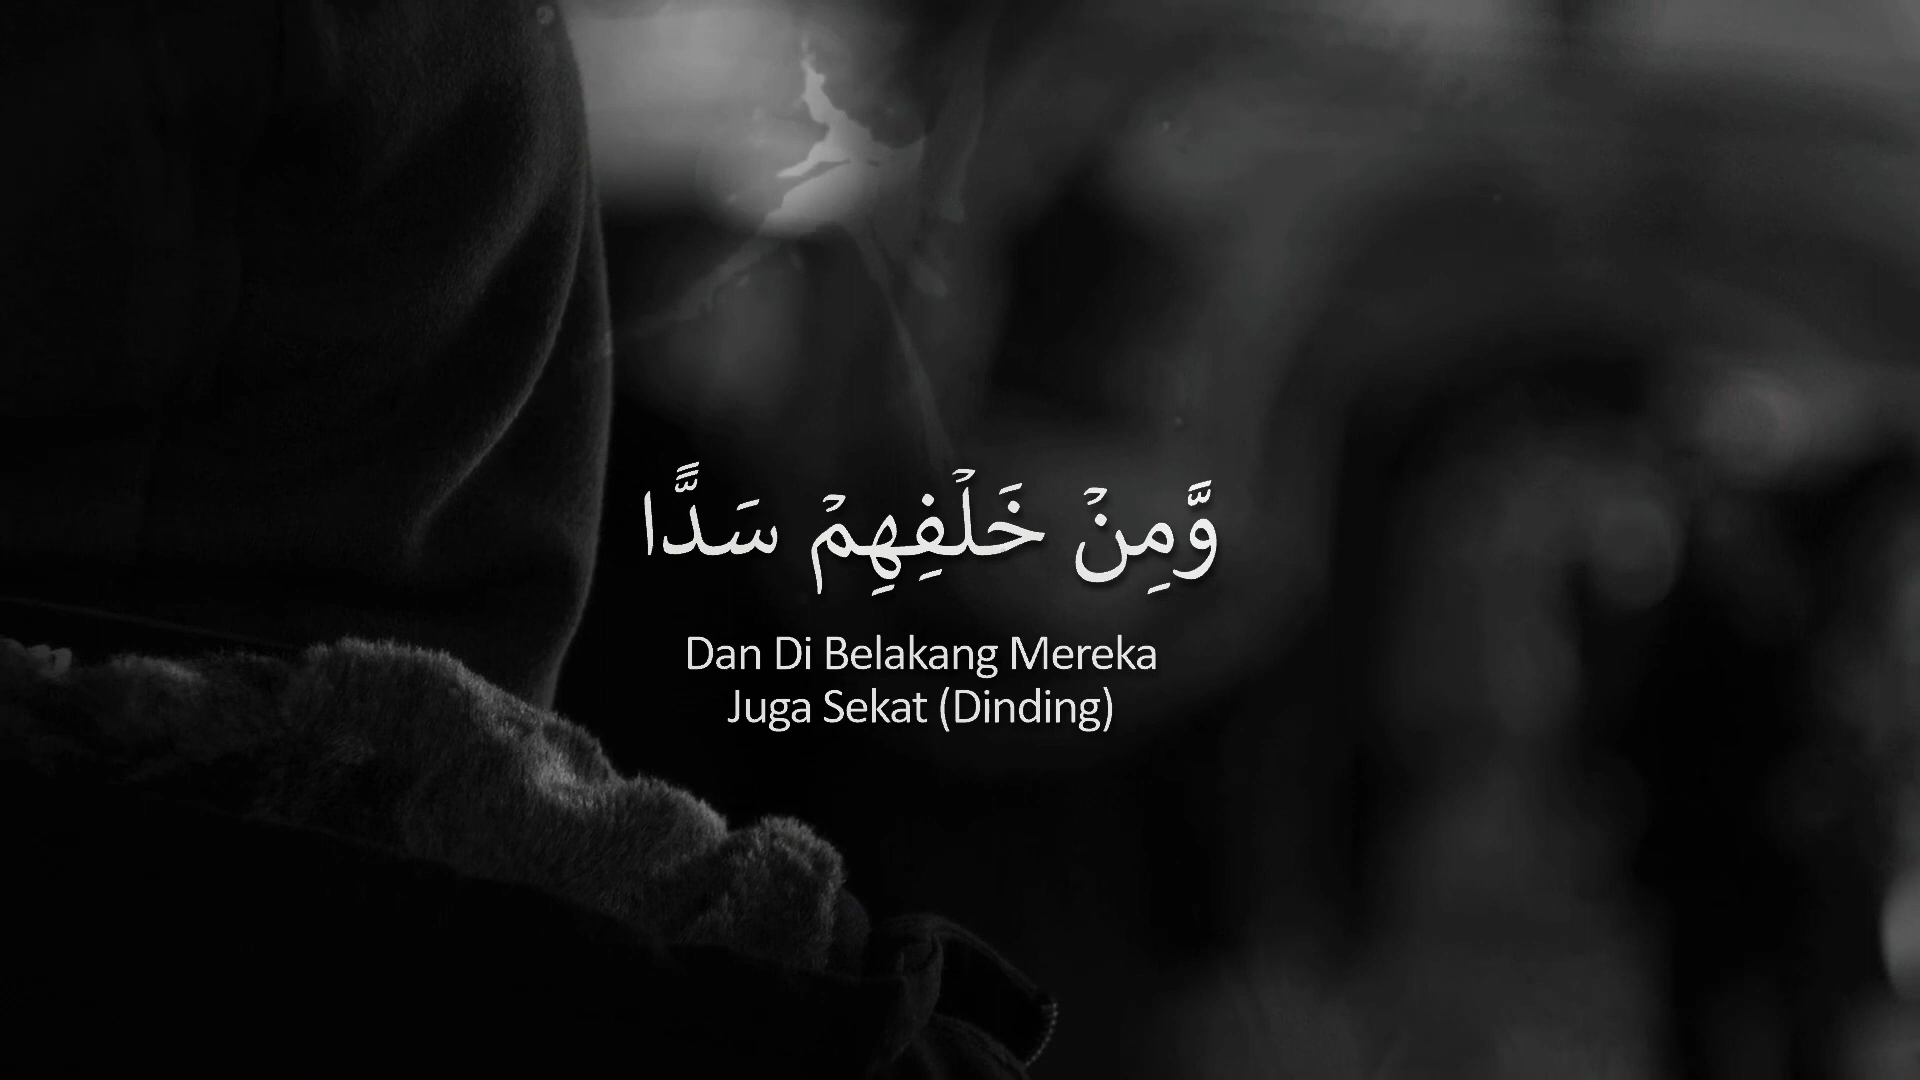 وَّمِنْ خَلْفِهِمْ سَدًّا
Dan Di Belakang Mereka
Juga Sekat (Dinding)